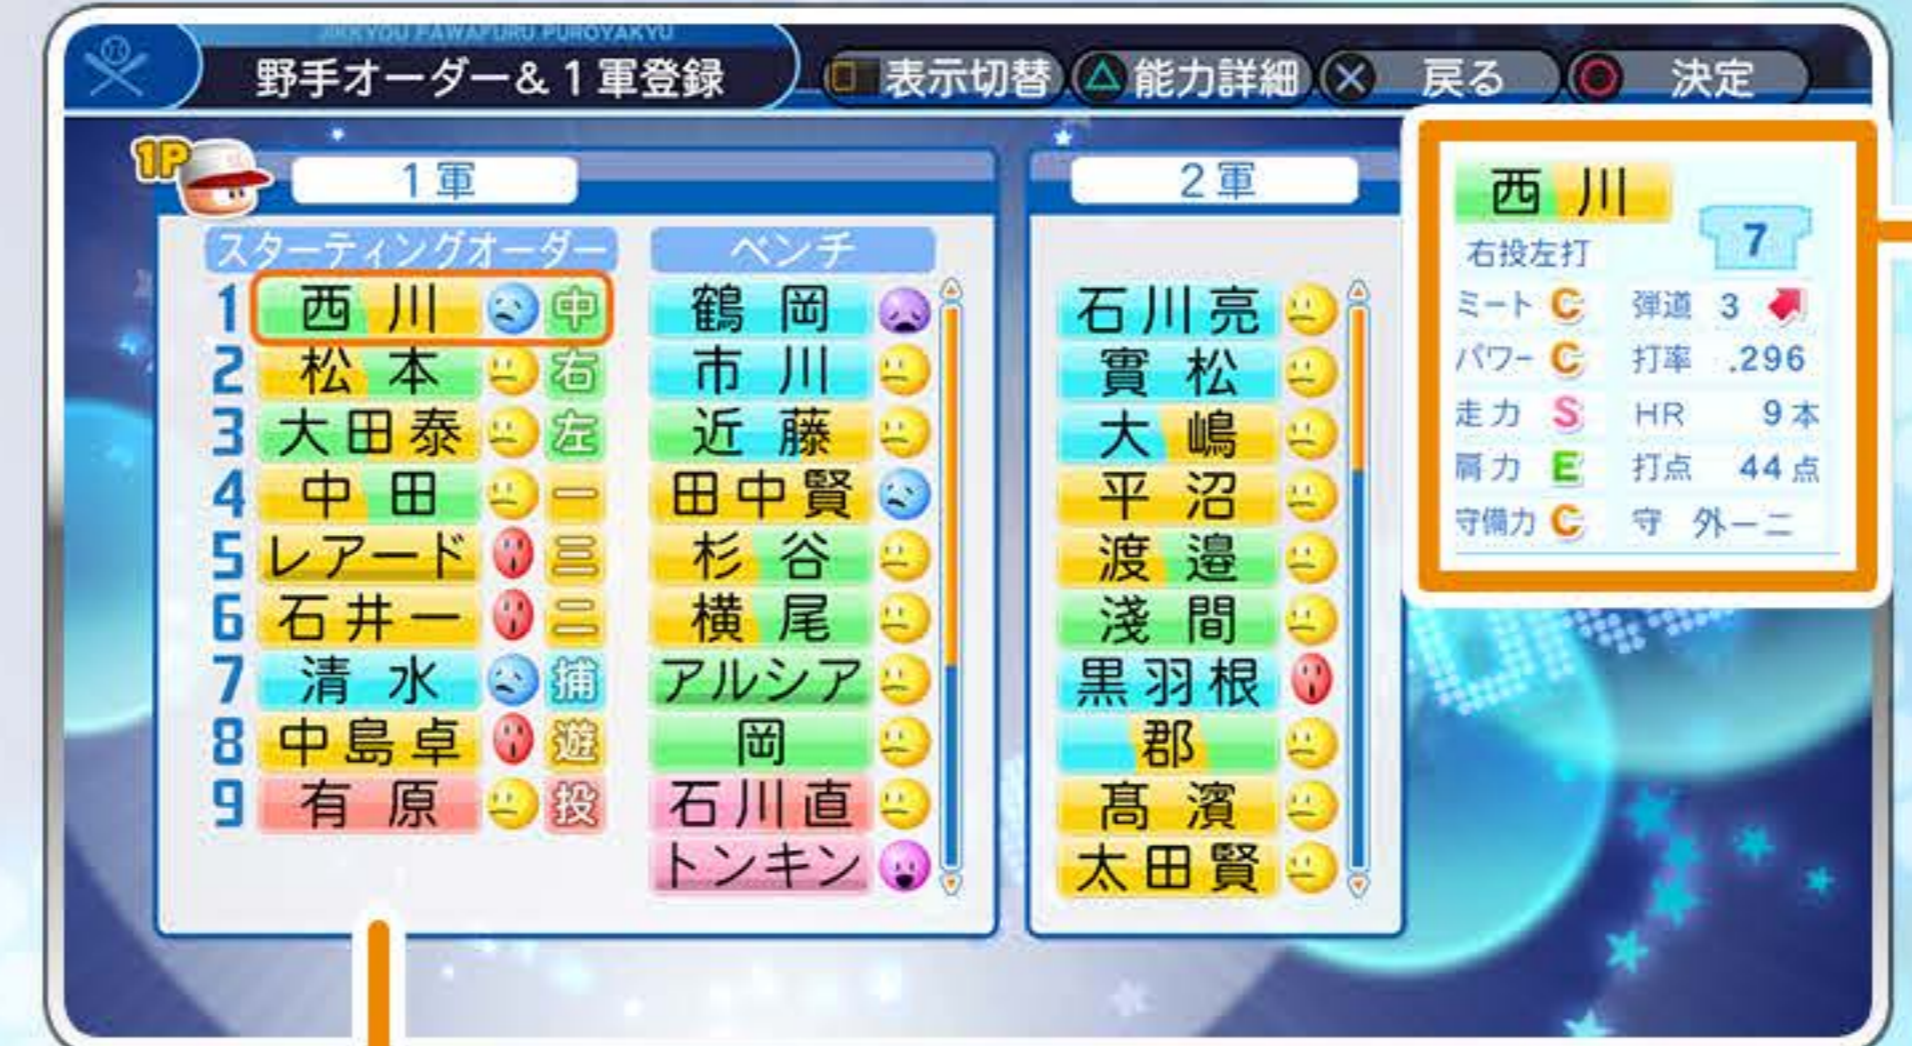 JIKKYOU PAWAFURU PUROYAKYU
野手オーダー&1軍登録
表示切替
能力詳細
戻る
決定
1P
1軍
スターティングオーダー
1 西川 中
2 松本 右
3 大田泰 左
4 中田 一
5 レアード 三
6 石井一 二
7 清水 捕
8 中島卓 遊
9 有原 投
ベンチ
鶴岡
市川
近藤
田中賢
杉谷
横尾
アルシア
岡
石川直
トンキン
2軍
石川亮
實松
大嶋
平沼
渡邉
淺間
黒羽根
郡
髙濱
太田賢
西川
7
右投左打
ミート C 弾道 3
パワー C 打率 .296
走力 S HR 9本
肩力 E 打点 44点
守備力 C 守 外一二